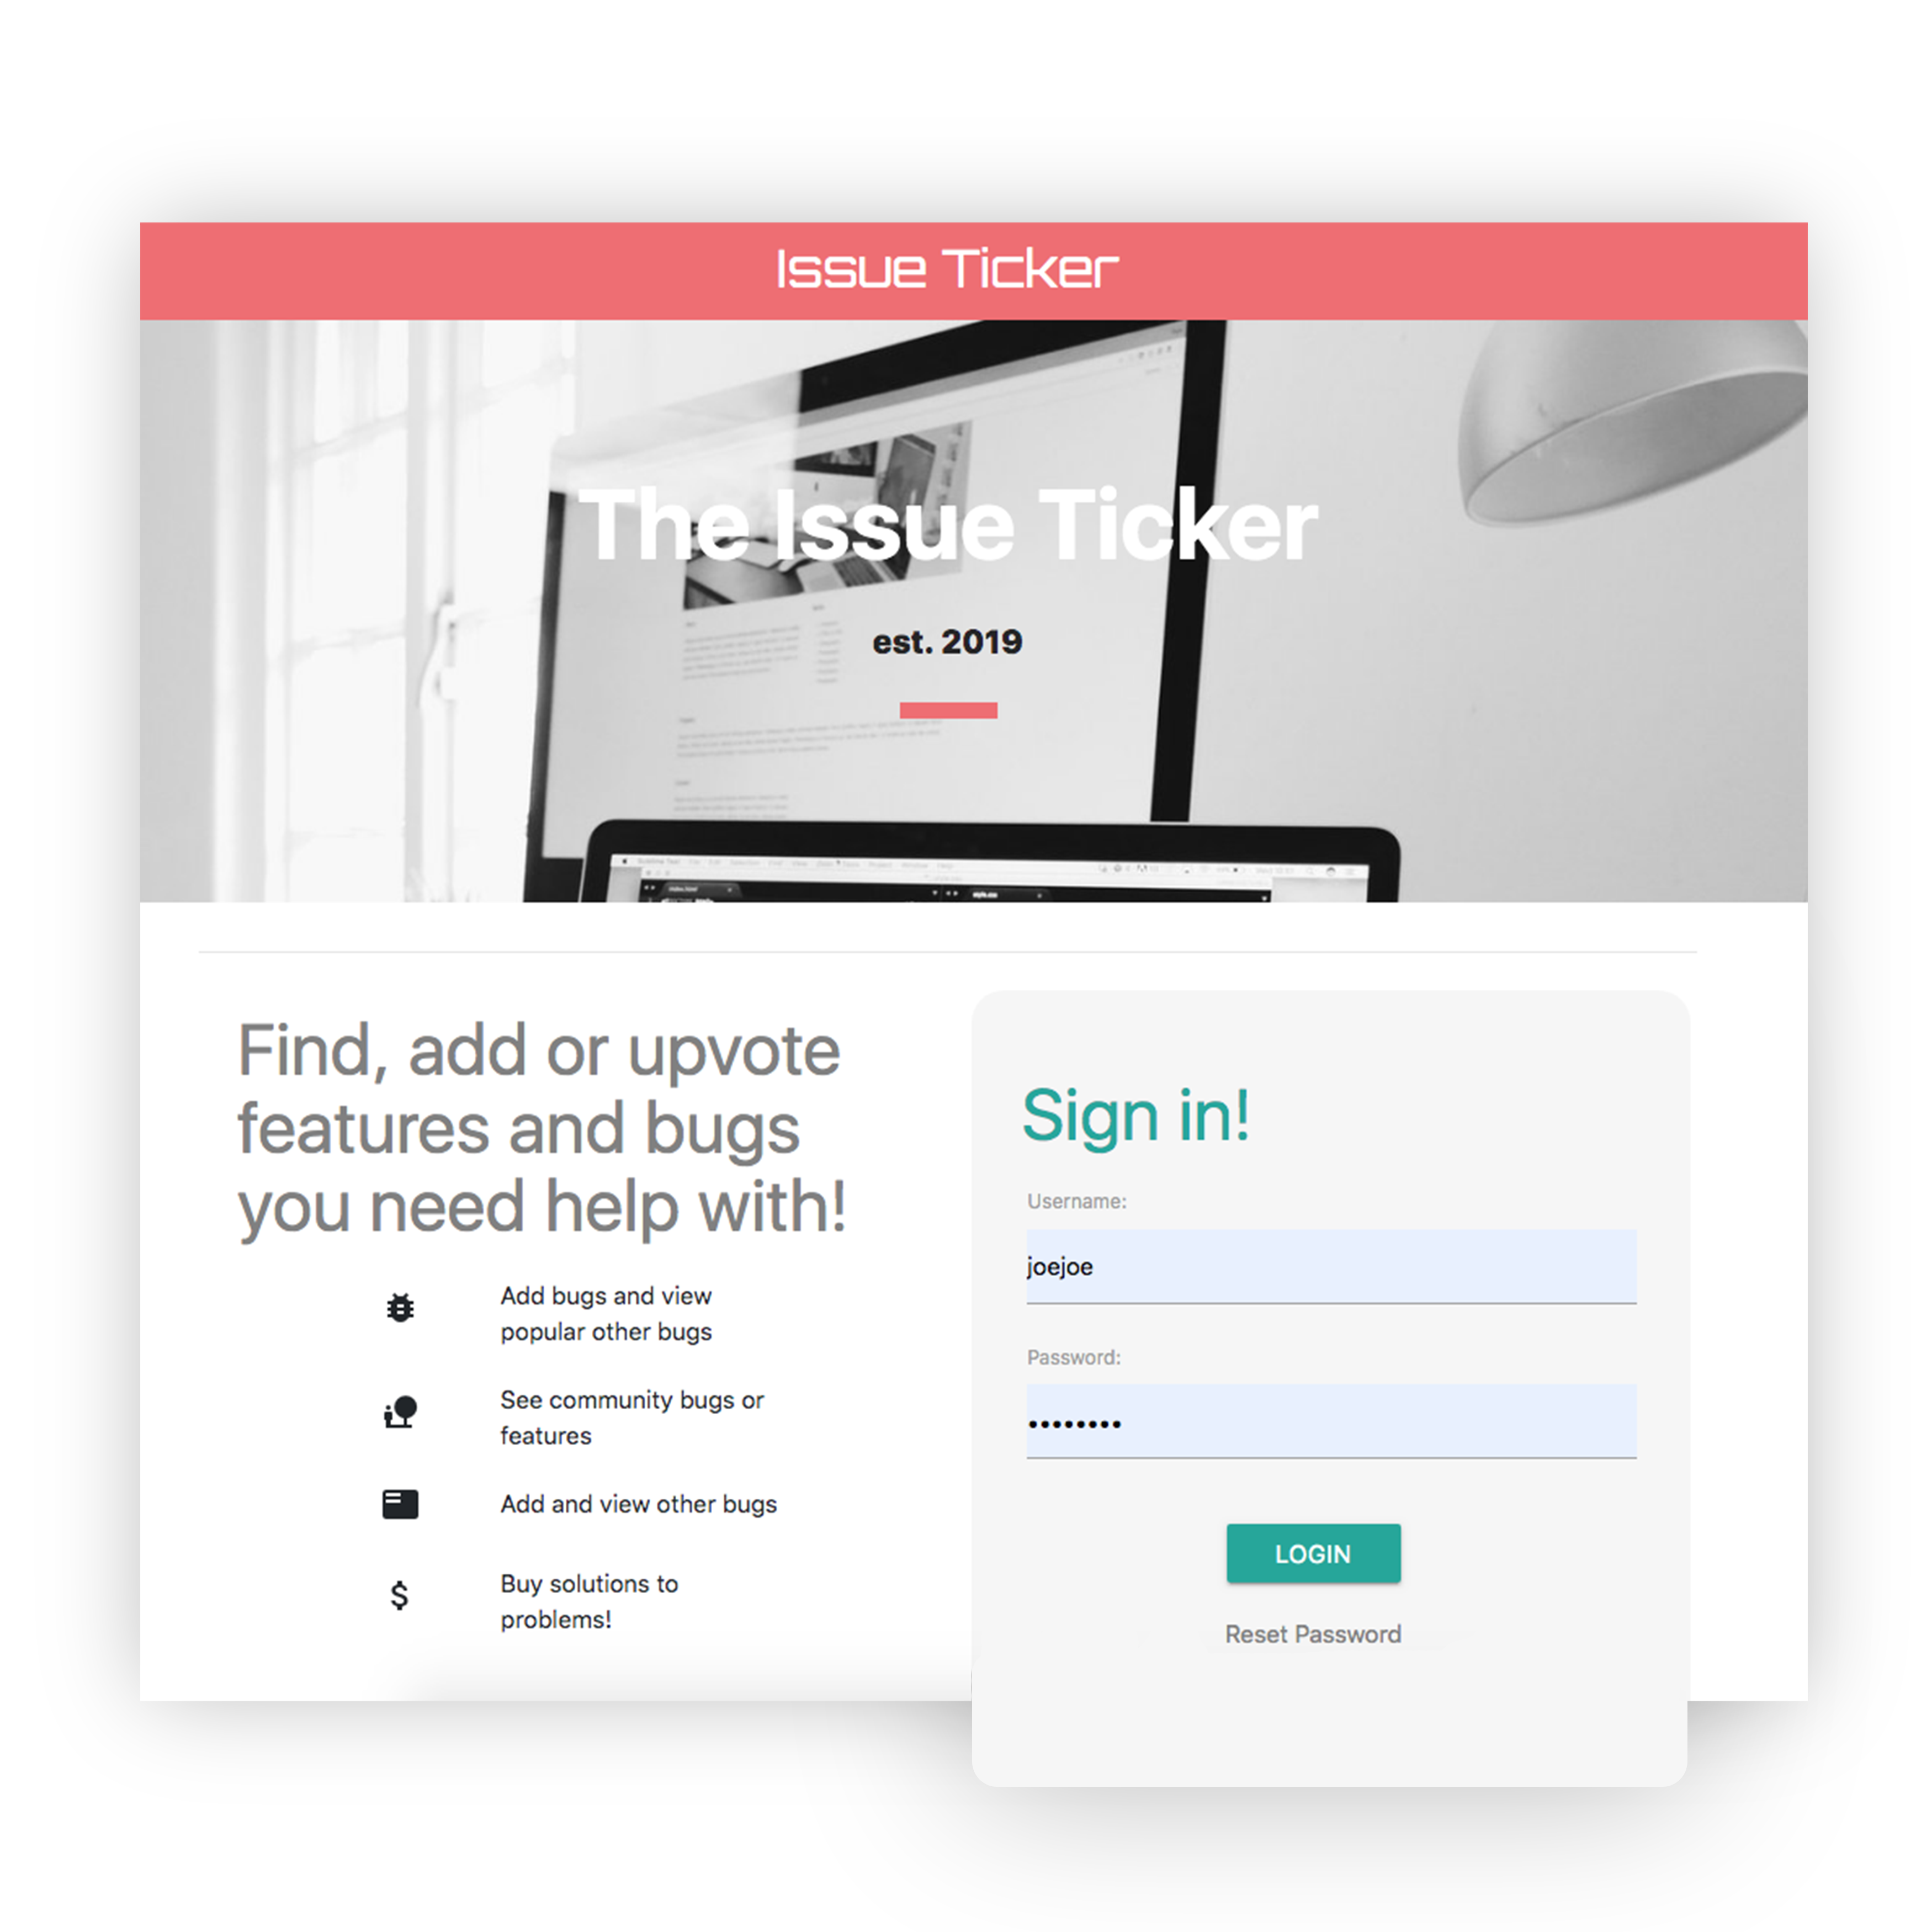 Issue Ticker
The Issue Ticker
est. 2019
Find, add or upvote
features and bugs
you need help with!
Add bugs and view
popular other bugs
See community bugs or
features
Add and view other bugs
$
Buy solutions to
problems!
Sign in!
Username:
joejoe
Password:
••••••••
LOGIN
Reset Password